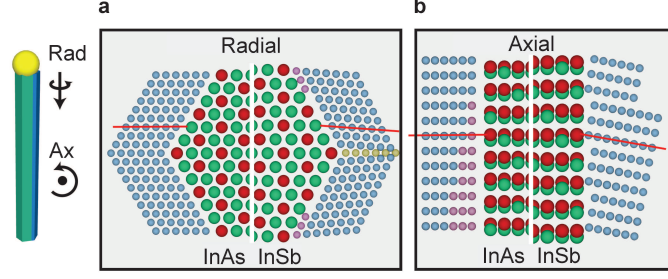 a
b
Rad
Ax
Radial
InAs InSb
Axial
InAs InSb